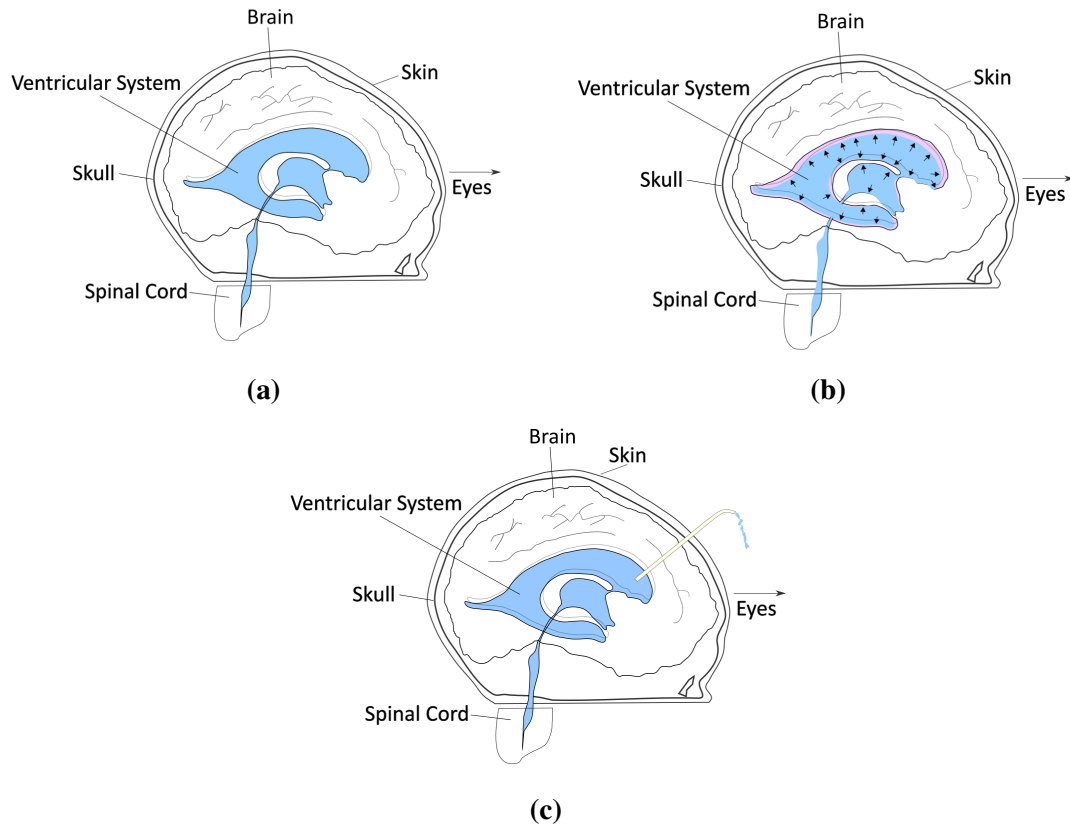 Brain
Skin
Ventricular System
Skull
Eyes
Spinal Cord
(a)
Brain
Skin
Ventricular System
Skull
Eyes
Spinal Cord
(b)
Brain
Skin
Ventricular System
Skull
Eyes
Spinal Cord
(c)